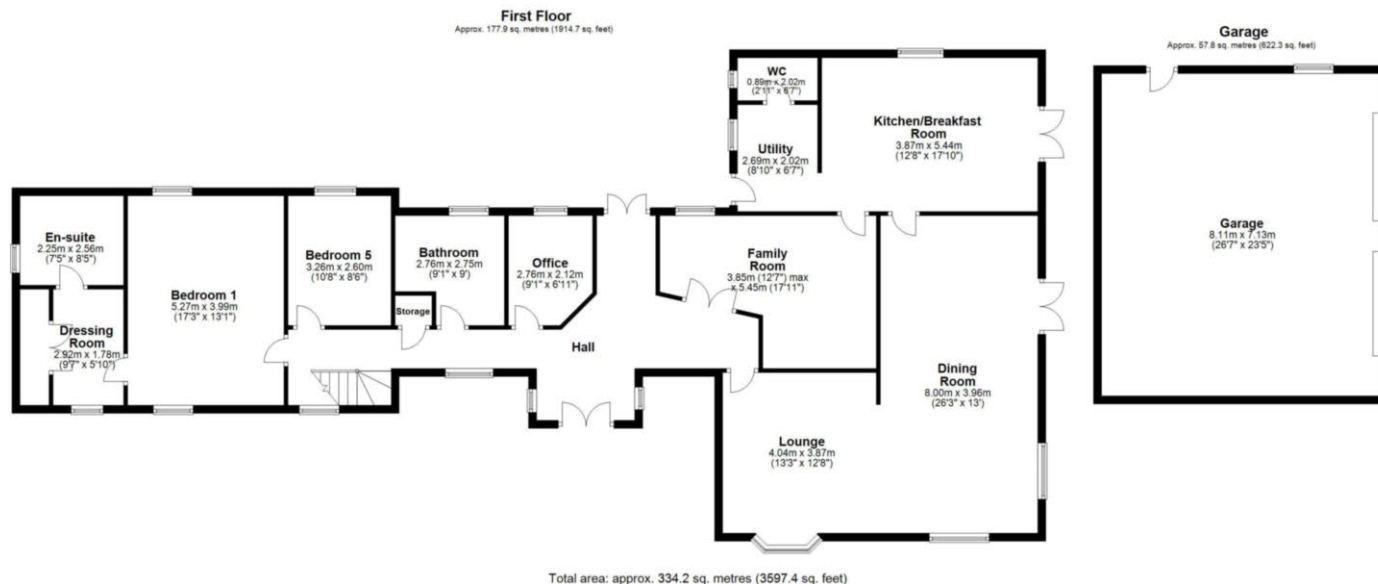 First Floor
Approx. 177.9 sq. metres (1914.7 sq. feet)
Garage
Approx. 57.8 sq. metres (622.3 sq. feet)
WC
0.89m x 2.02m
(2'11" x 6'7")
Kitchen/Breakfast
Room
3.87m x 5.44m
(12'8" x 17'10")
Utility
2.69m x 2.02m
(8'10" x 6'7")
Garage
8.11m x 7.13m
(26'7" x 23'5")
En-suite
2.25m x 2.56m
(7'5" x 8'5")
Bedroom 1
5.27m x 3.99m
(17'3" x 13'1")
Bedroom 5
3.26m x 2.60m
(10'8" x 8'6")
Bathroom
2.76m x 2.75m
(9'1" x 9')
Office
2.76m x 2.12m
(9'1" x 6'11")
Family
Room
3.85m (12'7") max
x 5.45m (17'11")
Storage
Dressing
Room
2.92m x 1.78m
(9'7" x 5'10")
Hall
Dining
Room
8.00m x 3.96m
(26'3" x 13')
Lounge
4.04m x 3.87m
(13'3" x 12'8")
Total area: approx. 334.2 sq. metres (3597.4 sq. feet)